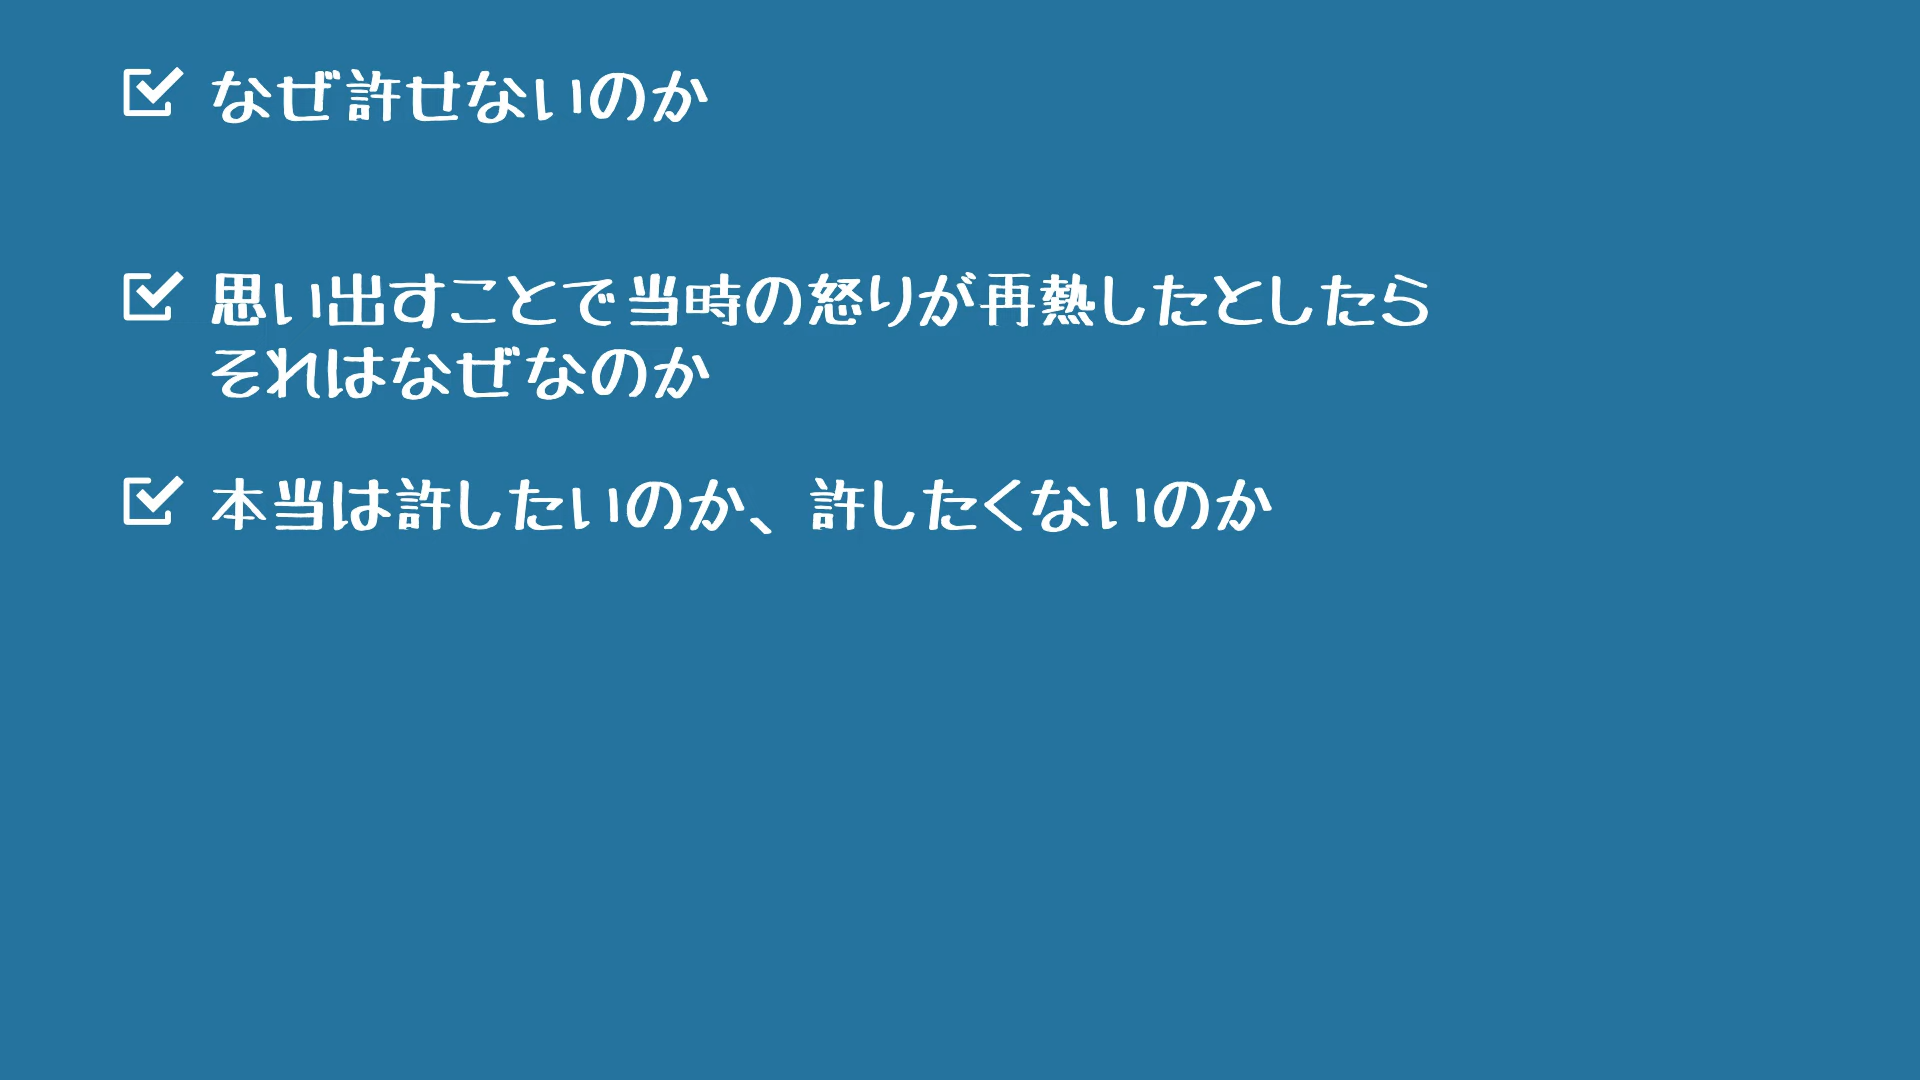 なぜ許せないのか
思い出すことで当時の怒りが再熱したとしたら
それはなぜなのか
本当は許したいのか、許したくないのか